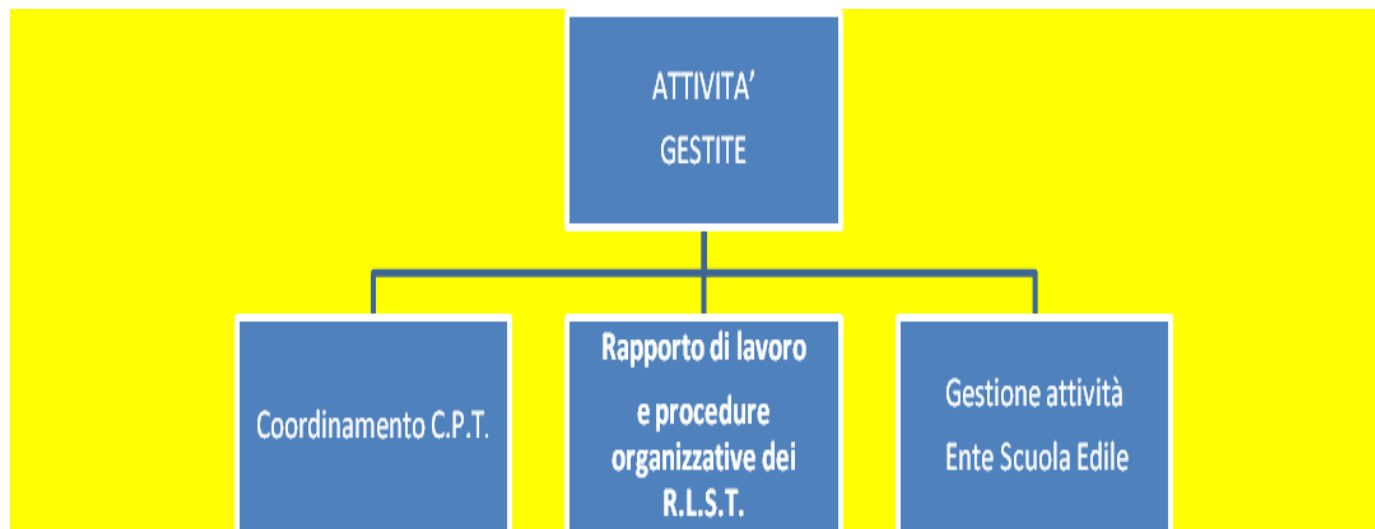 ATTIVITA’
GESTITE
Coordinamento C.P.T.
Rapporto di lavoro
e procedure
organizzative dei
R.L.S.T.
Gestione attività
Ente Scuola Edile